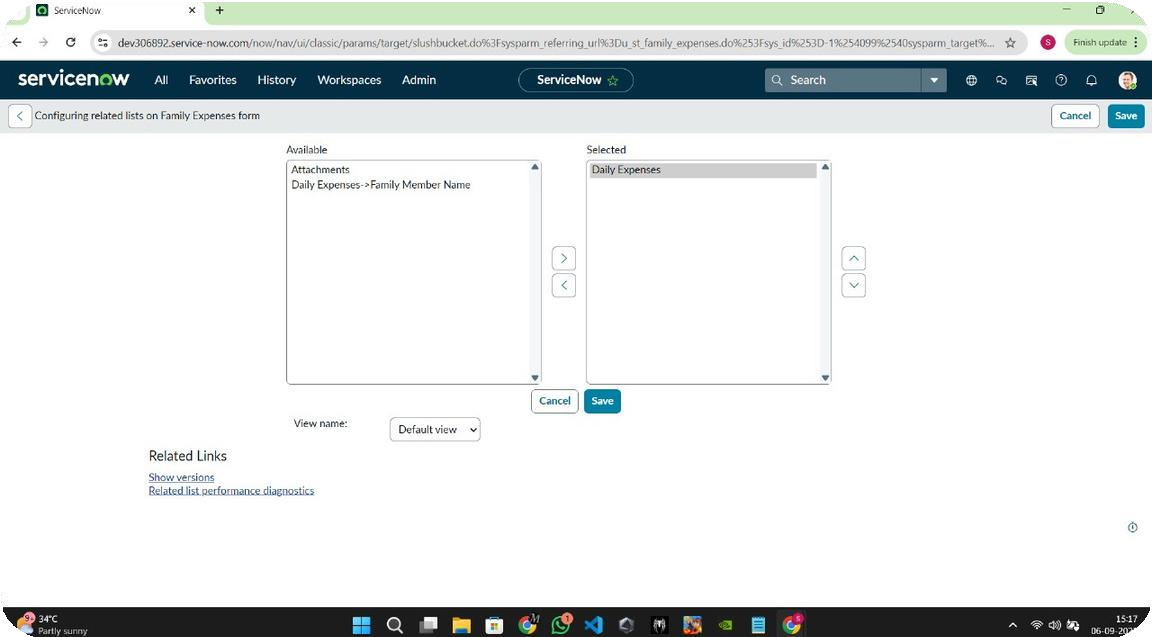 ServiceNow
dev306892.service-now.com/now/nav/ui/classic/params/target/slushbucket.do%3Fsysparm_referring_url%3Du_st_family_expenses.do%253Fsys_id%253D-1%254099%2540sysparm_target%...
S
Finish update
servicenow All Favorites History Workspaces Admin ServiceNow Search
Configuring related lists on Family Expenses form Cancel Save
Available Selected
Attachments Daily Expenses
Daily Expenses->Family Member Name
Cancel Save
View name: Default view
Related Links
Show versions
Related list performance diagnostics
34°C 15:17
Partly sunny